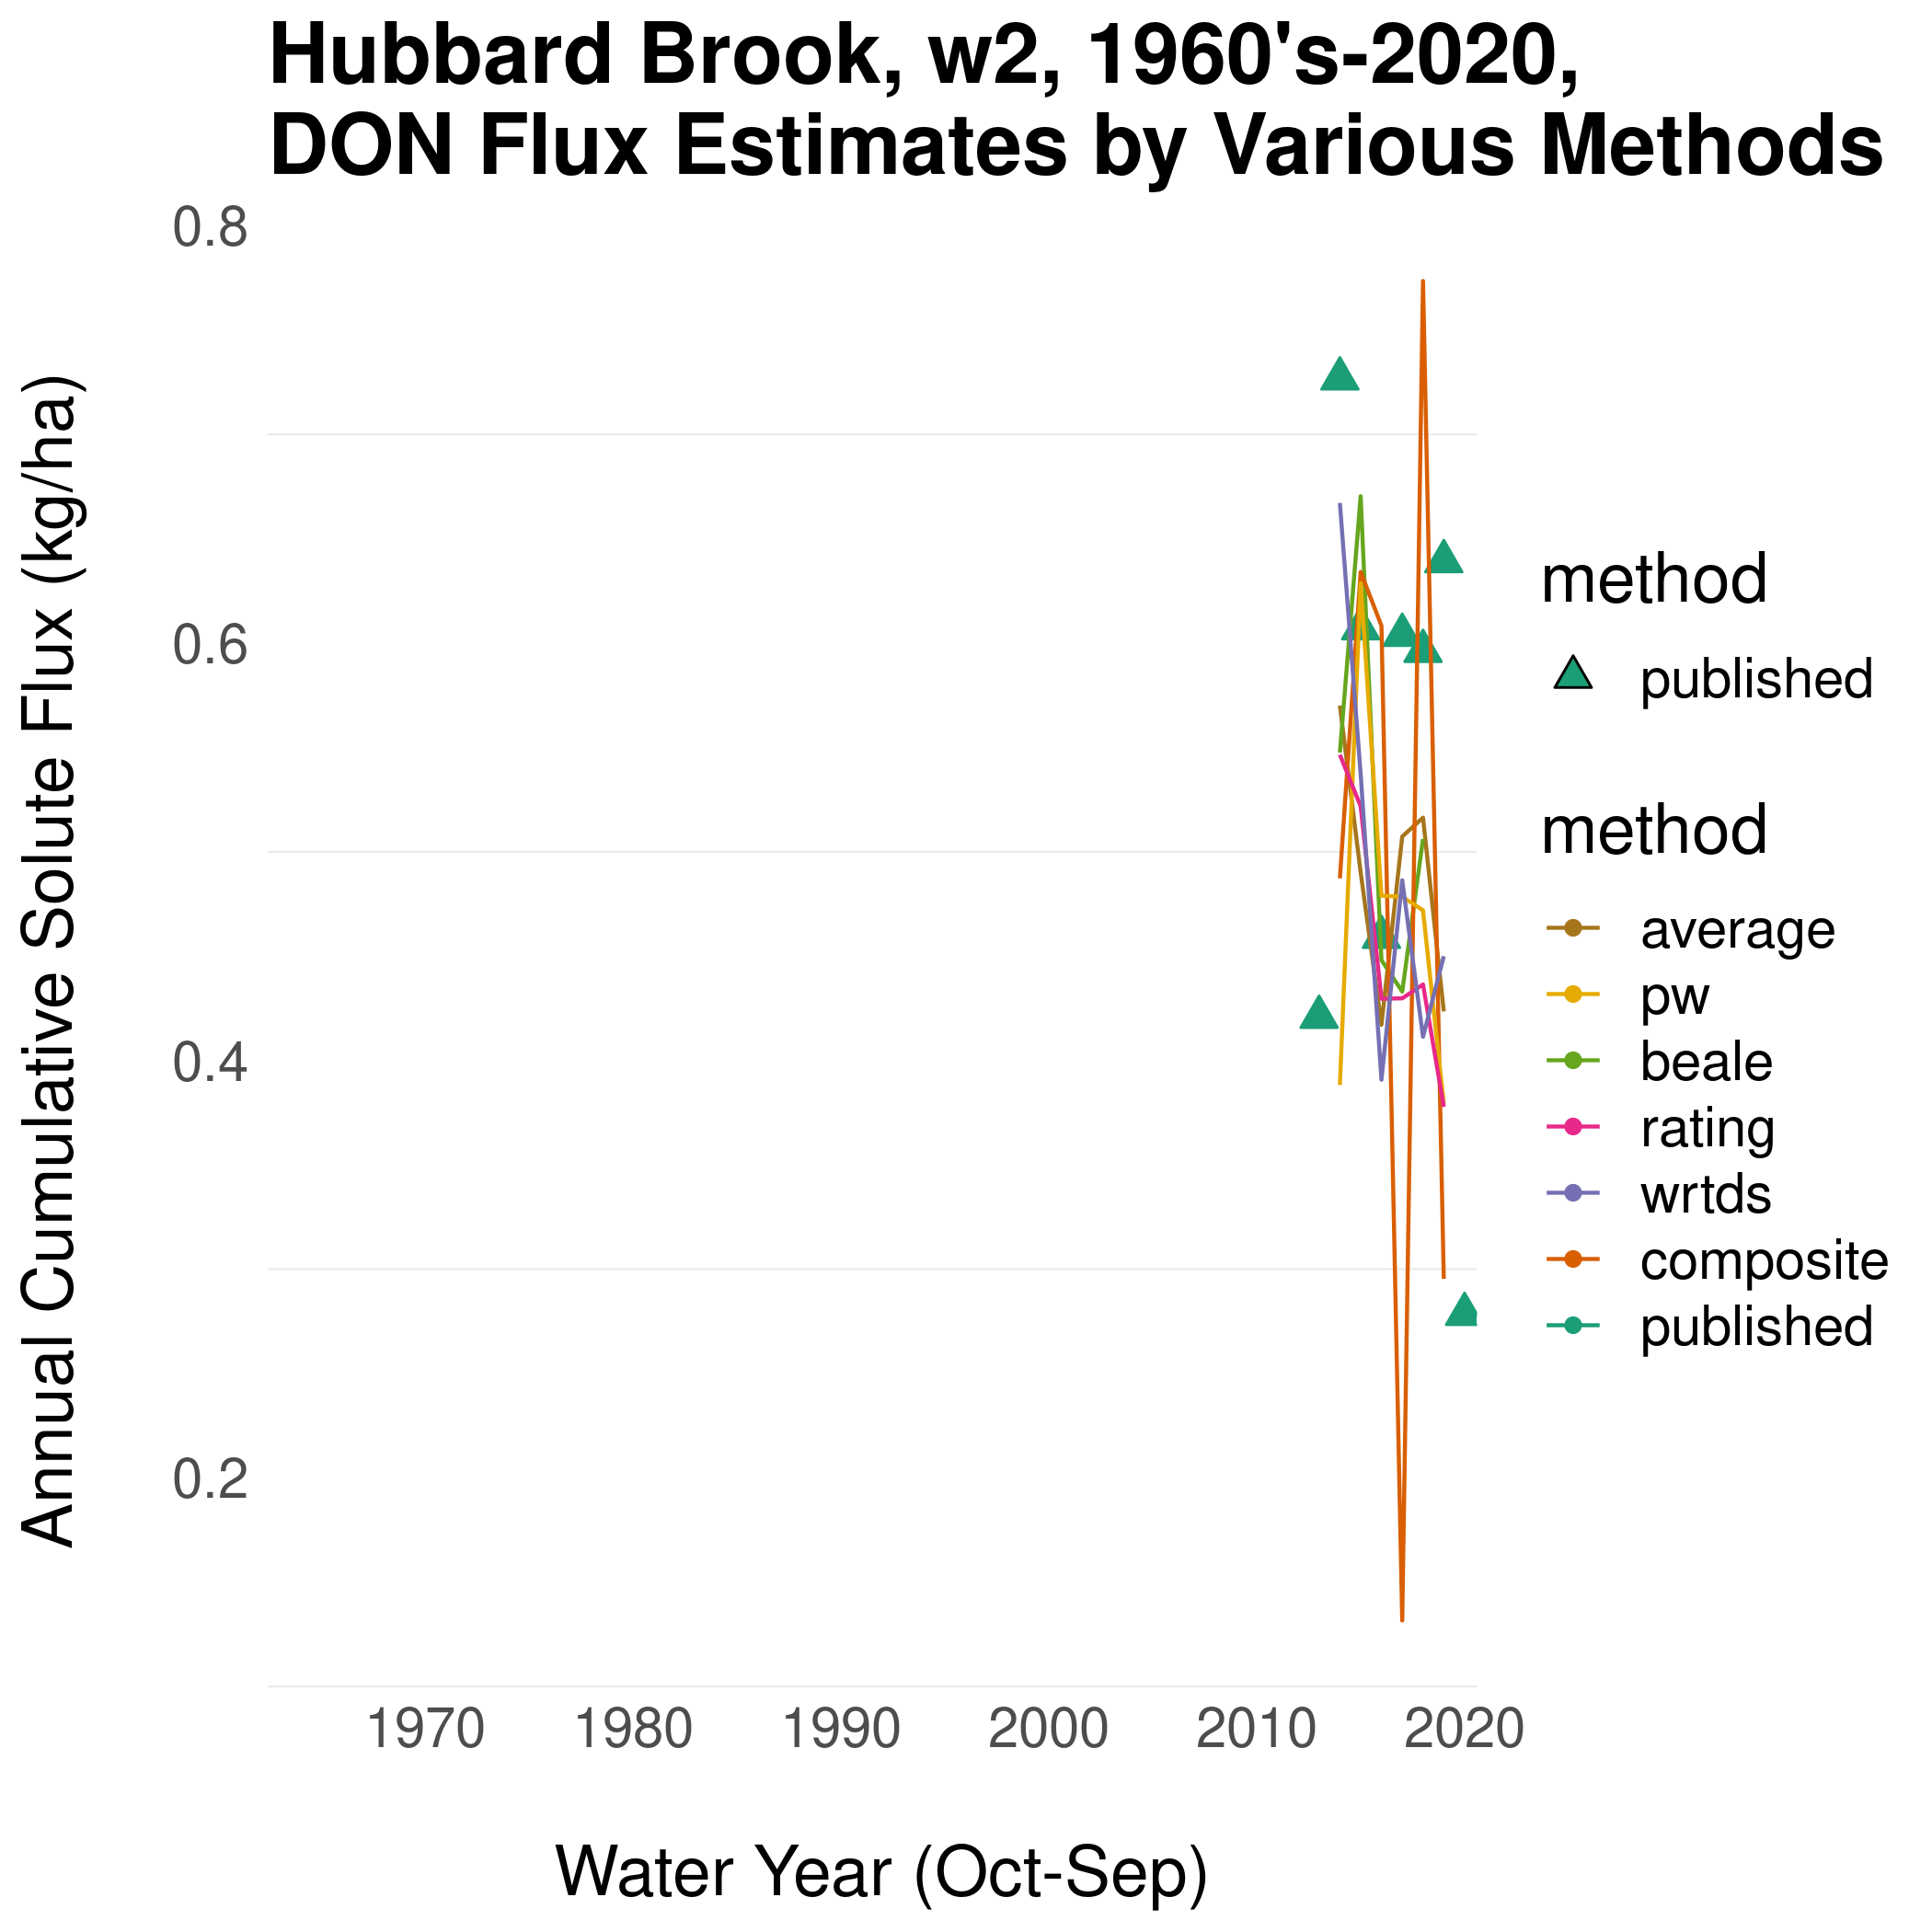 Hubbard Brook, w2, 1960's-2020,
DON Flux Estimates by Various Methods
Annual Cumulative Solute Flux (kg/ha)
0.8
0.6
0.4
0.2
1970 1980 1990 2000 2010 2020
Water Year (Oct-Sep)
method
published
method
average
pw
beale
rating
wrtds
composite
published